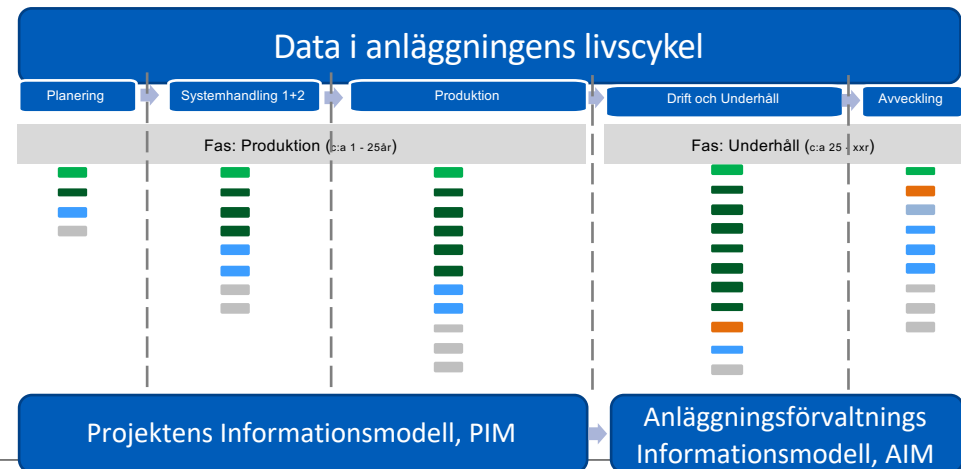 Data i anläggningens livscykel
Planering
Systemhandling 1+2
Produktion
Drift och Underhåll
Avveckling
Fas: Produktion (c:a 1 - 25år)
Fas: Underhåll (c:a 25 - xxr)
Projektens Informationsmodell, PIM
Anläggningsförvaltnings
Informationsmodell, AIM